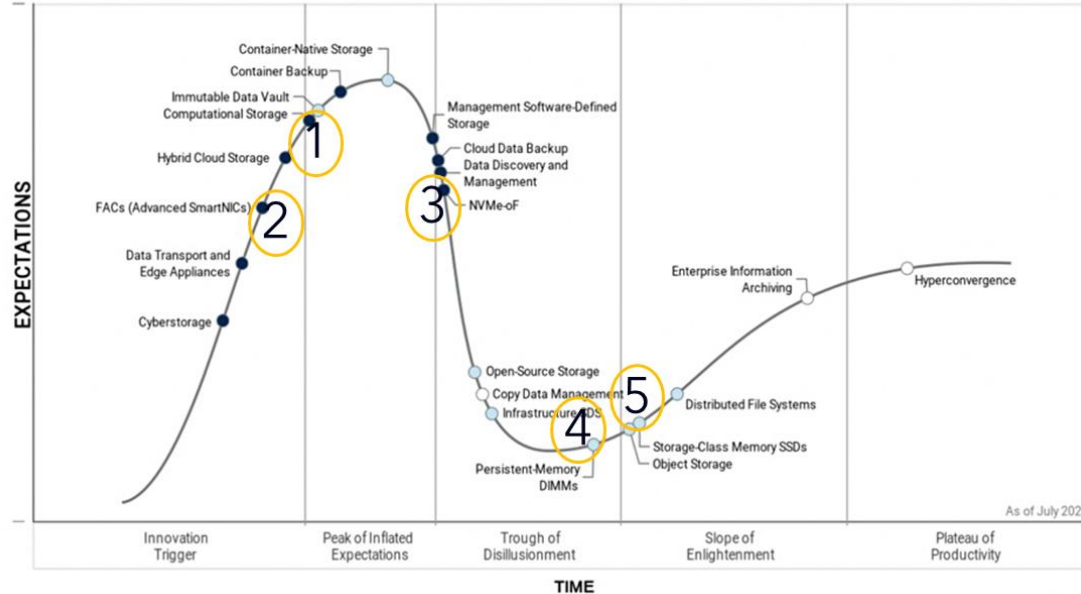 Container-Native Storage
Container Backup
Immutable Data Vault
Computational Storage
1
Hybrid Cloud Storage
FACs (Advanced SmartNICs)
2
Data Transport and
Edge Appliances
Cyberstorage
Management Software-Defined
Storage
Cloud Data Backup
Data Discovery and
Management
3
NVMe-oF
Open-Source Storage
Copy Data Management
Infrastructure SDS
4
Persistent-Memory
DIMMs
5
Distributed File Systems
Storage-Class Memory SSDs
Object Storage
Enterprise Information
Archiving
Hyperconvergence
EXPECTATIONS
As of July 202
Innovation
Trigger
Peak of Inflated
Expectations
Trough of
Disillusionment
Slope of
Enlightenment
Plateau of
Productivity
TIME